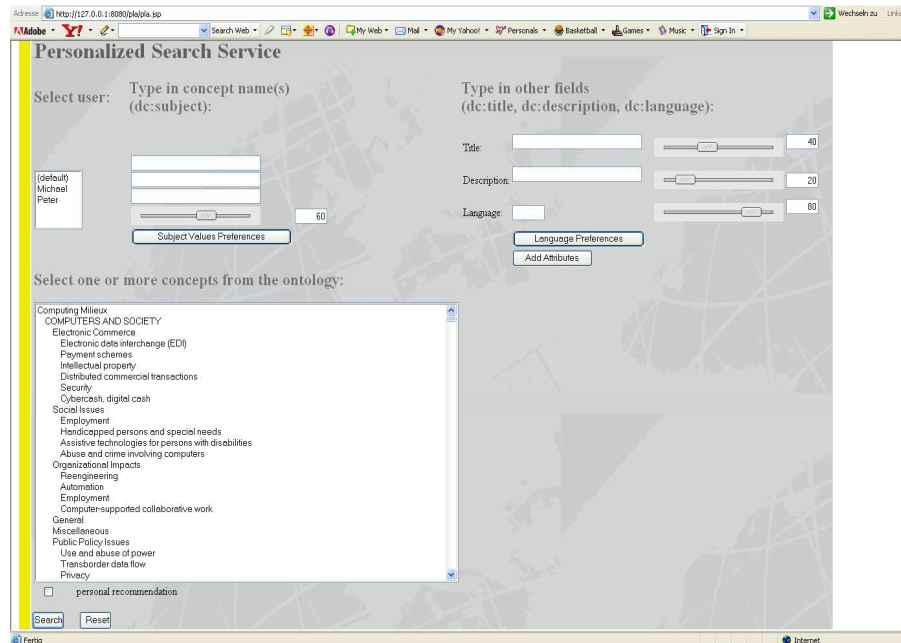 Adresse http://127.0.0.1:8080/pla/pla.jsp Wechseln zu Links
Adobe Y! Search Web My Web Mail My Yahoo! Personals Basketball Games Music Sign In
Personalized Search Service
Select user:
Type in concept name(s)
(dc:subject):
Type in other fields
(dc:title, dc:description, dc:language):
(default)
Michael
Peter
60
Subject Values Preferences
Title: 40
Description: 20
Language: 80
Language Preferences
Add Attributes
Select one or more concepts from the ontology:
Computing Milieux
COMPUTERS AND SOCIETY
Electronic Commerce
Electronic data interchange (EDI)
Payment schemes
Intellectual property
Distributed commercial transactions
Security
Cybercash, digital cash
Social Issues
Employment
Handicapped persons and special needs
Assistive technologies for persons with disabilities
Abuse and crime involving computers
Organizational Impacts
Reengineering
Automation
Employment
Computer-supported collaborative work
General
Miscellaneous
Public Policy Issues
Use and abuse of power
Transborder data flow
Privacy
personal recommendation
Search Reset
Fertig Internet